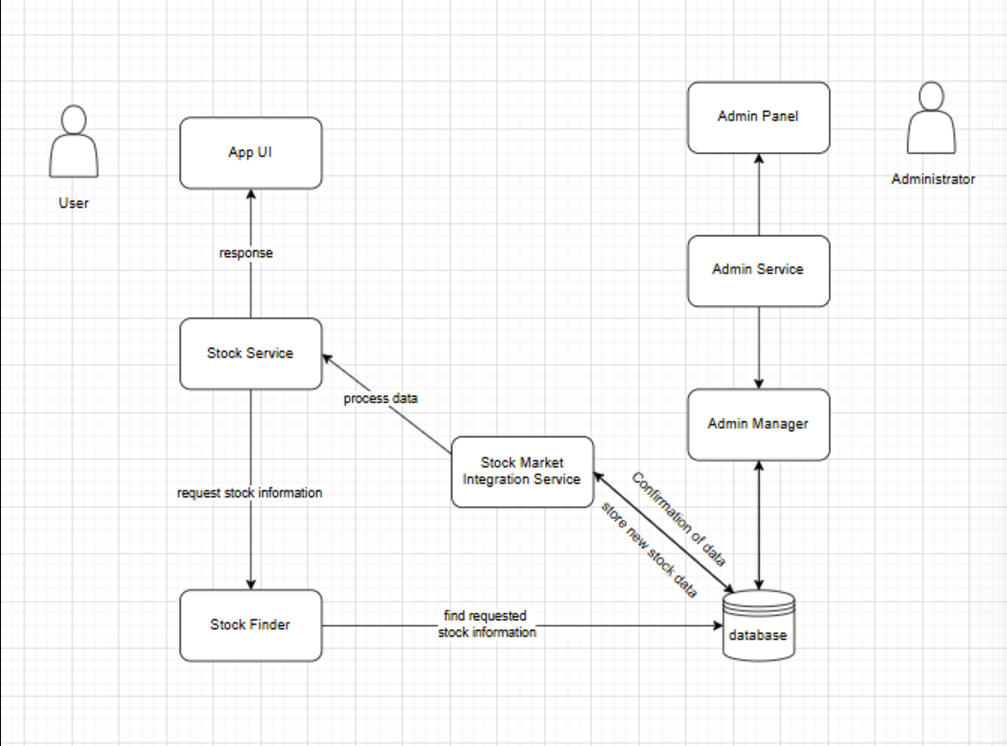 Admin Panel
App UI
Administrator
User
response
Admin Service
Stock Service
process data
Admin Manager
Stock Market
Integration Service
request stock information
Confirmation of data
store new stock data
Stock Finder
find requested
stock information
database